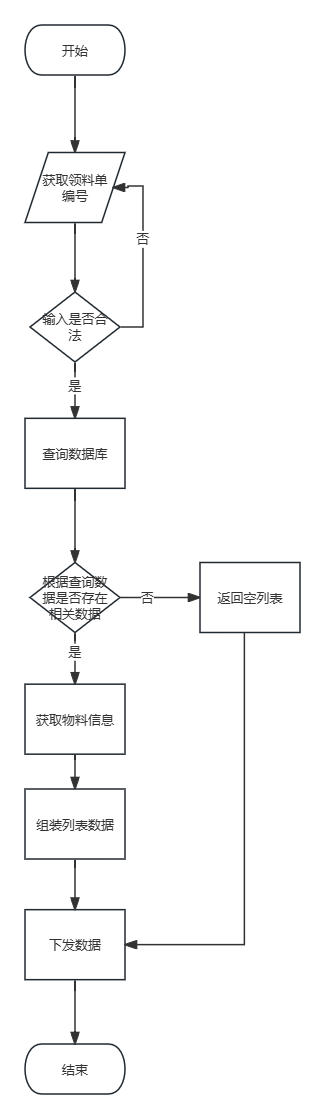 开始
获取领料单
编号
否
输入是否合
法
是
查询数据库
根据查询数
据是否存在
相关数据
否
返回空列表
是
获取物料信息
组装列表数据
下发数据
结束